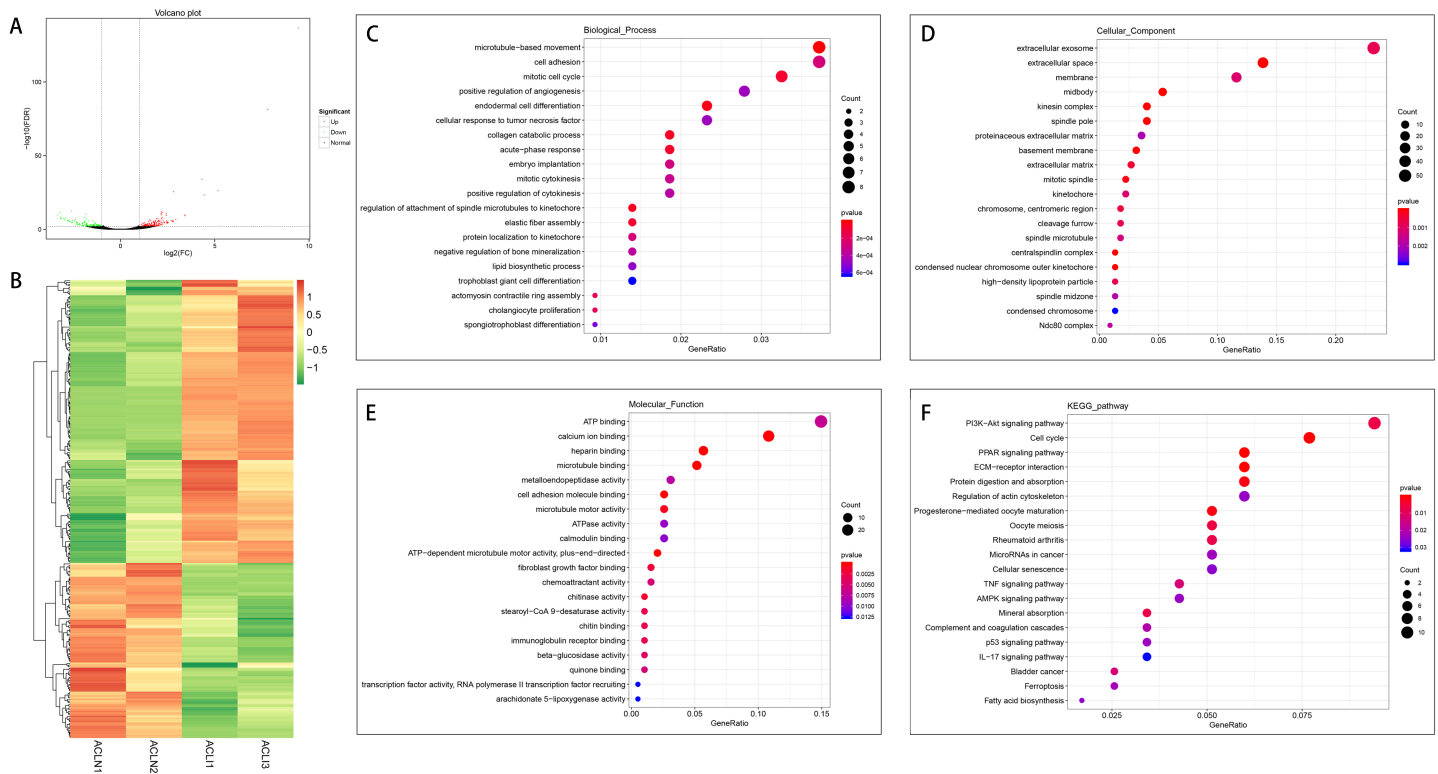 A
Volcano plot
100
50
0
−log10(FDR)
0
5
10
log2(FC)
Significant
Up
Down
Normal
B
1
0.5
0
−0.5
−1
ACLN1
ACLN2
ACLI1
ACLI3
C
Biological_Process
microtubule−based movement
cell adhesion
mitotic cell cycle
positive regulation of angiogenesis
endodermal cell differentiation
cellular response to tumor necrosis factor
collagen catabolic process
acute−phase response
embryo implantation
mitotic cytokinesis
positive regulation of cytokinesis
regulation of attachment of spindle microtubules to kinetochore
elastic fiber assembly
protein localization to kinetochore
negative regulation of bone mineralization
lipid biosynthetic process
trophoblast giant cell differentiation
actomyosin contractile ring assembly
cholangiocyte proliferation
spongiotrophoblast differentiation
0.01
0.02
0.03
GeneRatio
Count
2
3
4
5
6
7
8
pvalue
2e−04
4e−04
6e−04
D
Cellular_Component
extracellular exosome
extracellular space
membrane
midbody
kinesin complex
spindle pole
proteinaceous extracellular matrix
basement membrane
extracellular matrix
mitotic spindle
kinetochore
chromosome, centromeric region
cleavage furrow
spindle microtubule
centralspindlin complex
condensed nuclear chromosome outer kinetochore
high−density lipoprotein particle
spindle midzone
condensed chromosome
Ndc80 complex
0.00
0.05
0.10
0.15
0.20
GeneRatio
Count
10
20
30
40
50
pvalue
0.001
0.002
E
Molecular_Function
ATP binding
calcium ion binding
heparin binding
microtubule binding
metalloendopeptidase activity
cell adhesion molecule binding
microtubule motor activity
ATPase activity
calmodulin binding
ATP−dependent microtubule motor activity, plus−end−directed
fibroblast growth factor binding
chemoattractant activity
chitinase activity
stearoyl−CoA 9−desaturase activity
chitin binding
immunoglobulin receptor binding
beta−glucosidase activity
quinone binding
transcription factor activity, RNA polymerase II transcription factor recruiting
arachidonate 5−lipoxygenase activity
0.00
0.05
0.10
0.15
GeneRatio
Count
10
20
pvalue
0.0025
0.0050
0.0075
0.0100
0.0125
F
KEGG_pathway
PI3K−Akt signaling pathway
Cell cycle
PPAR signaling pathway
ECM−receptor interaction
Protein digestion and absorption
Regulation of actin cytoskeleton
Progesterone−mediated oocyte maturation
Oocyte meiosis
Rheumatoid arthritis
MicroRNAs in cancer
Cellular senescence
TNF signaling pathway
AMPK signaling pathway
Mineral absorption
Complement and coagulation cascades
p53 signaling pathway
IL−17 signaling pathway
Bladder cancer
Ferroptosis
Fatty acid biosynthesis
0.025
0.050
0.075
GeneRatio
pvalue
0.01
0.02
0.03
Count
2
4
6
8
10